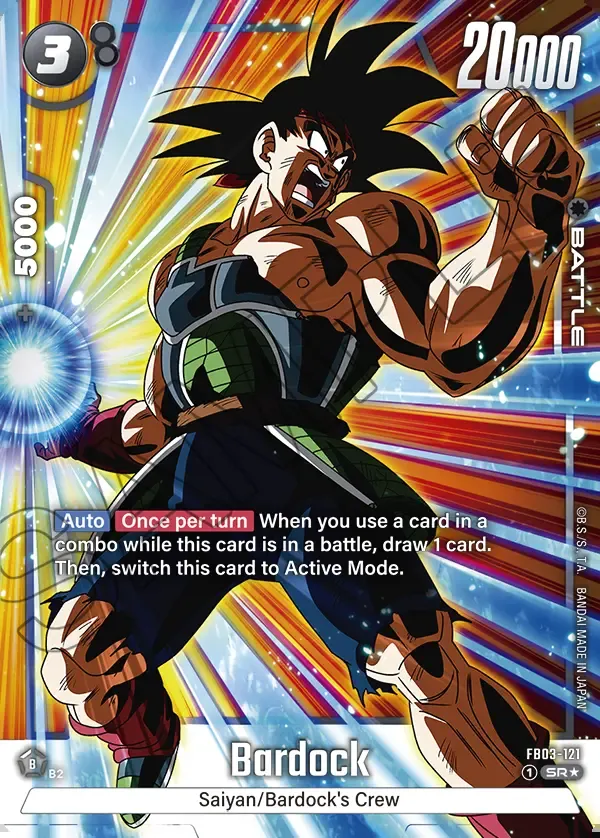 3 8
20000
+ 5000
BATTLE
Auto Once per turn When you use a card in a
combo while this card is in a battle, draw 1 card.
Then, switch this card to Active Mode.
©B.S./S., T.A. BANDAI MADE IN JAPAN
Bardock
FB03-121
B B2
1 SR★
Saiyan/Bardock's Crew